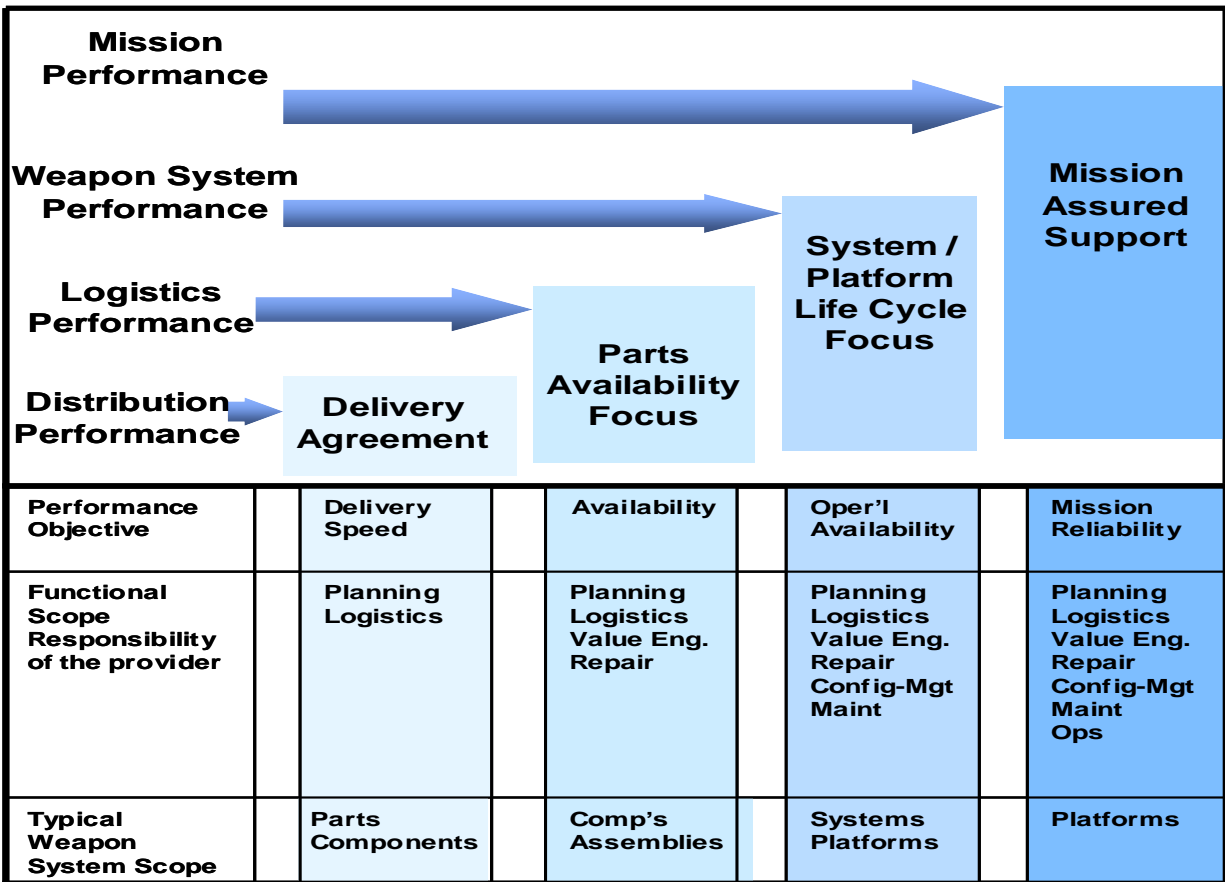 Mission
Performance
Weapon System
Performance
Logistics
Performance
Distribution
Performance
Delivery
Agreement
Parts
Availability
Focus
System /
Platform
Life Cycle
Focus
Mission
Assured
Support
Performance
Objective
Delivery
Speed
Availability
Oper'l
Availability
Mission
Reliability
Functional
Scope
Responsibility
of the provider
Planning
Logistics
Planning
Logistics
Value Eng.
Repair
Planning
Logistics
Value Eng.
Repair
Config-Mgt
Maint
Planning
Logistics
Value Eng.
Repair
Config-Mgt
Maint
Ops
Typical
Weapon
System Scope
Parts
Components
Comp's
Assemblies
Systems
Platforms
Platforms